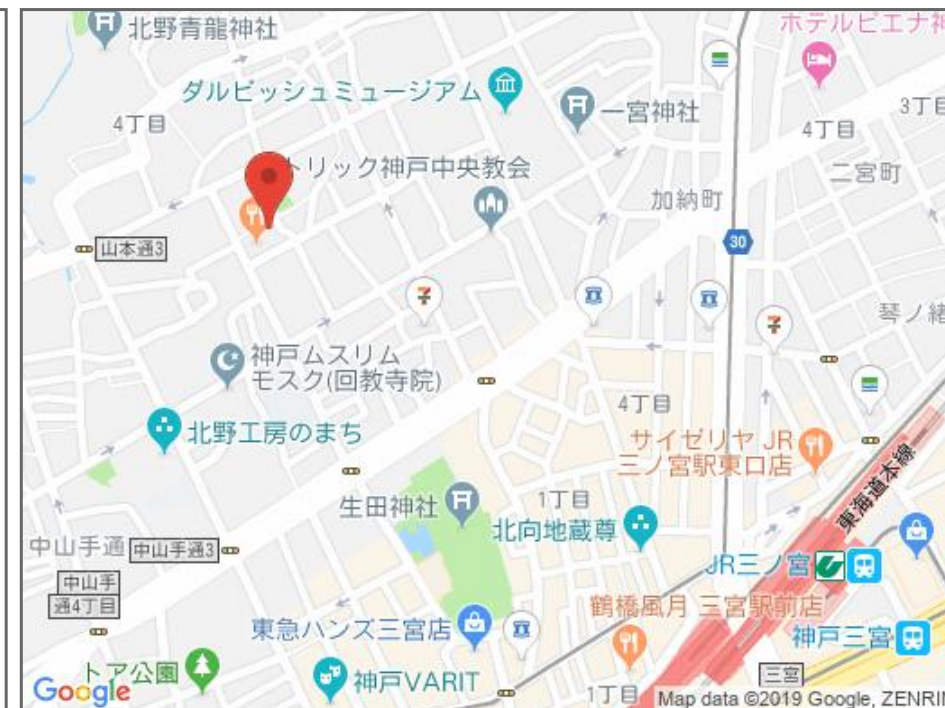 北野青龍神社
ホテルピエナ神
ダルビッシュミュージアム
一宮神社
3丁目
4丁目
4丁目
二宮町
トリック神戸中央教会
加納町
30
山本通3
琴ノ緒
神戸ムスリム
モスク(回教寺院)
4丁目
北野工房のまち
サイゼリヤ JR
三ノ宮駅東口店
東海道本線
生田神社
1丁目
北向地蔵尊
中山手通
中山手通3
JR三ノ宮
中山手
通4丁目
鶴橋風月 三宮駅前店
東急ハンズ三宮店
神戸三宮
トア公園
三宮
神戸VARIT
1丁目
Google
Map data ©2019 Google, ZENRIN